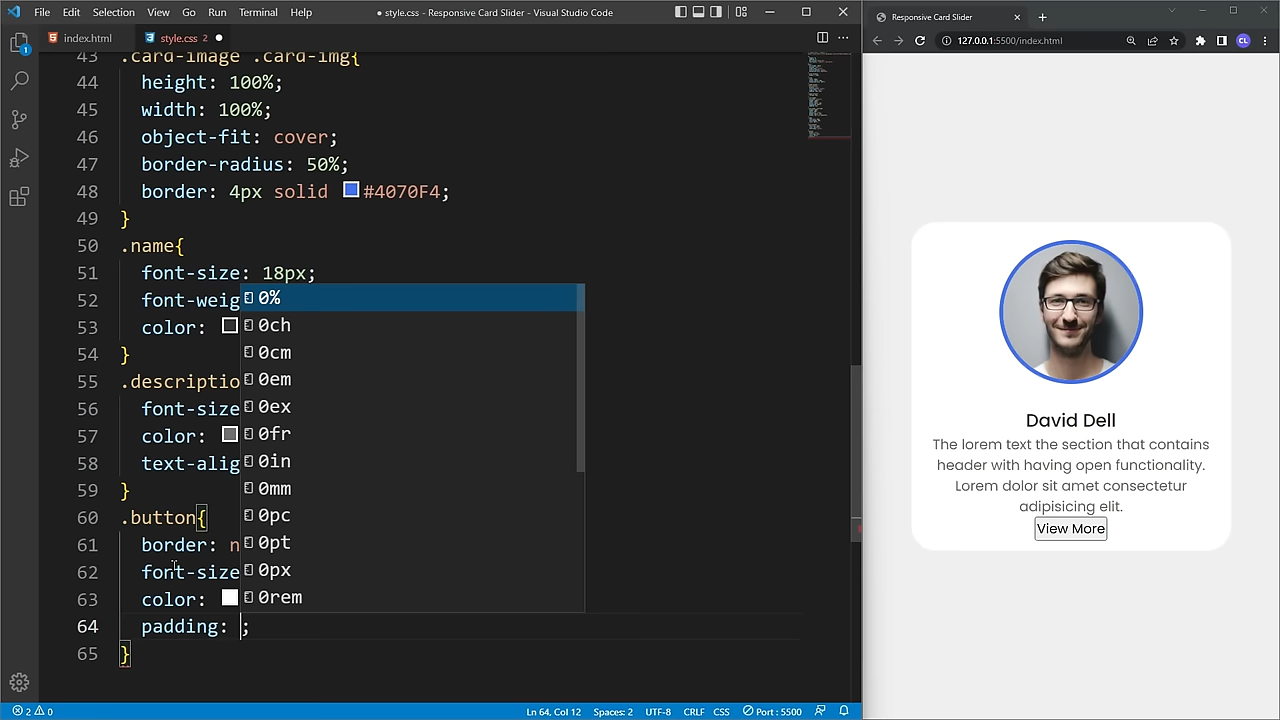 File Edit Selection View Go Run Terminal Help
● style.css - Responsive Card Slider - Visual Studio Code
index.html
style.css 2 ●
1
43 .card-image .card-img{
44 height: 100%;
45 width: 100%;
46 object-fit: cover;
47 border-radius: 50%;
48 border: 4px solid #4070F4;
49 }
50 .name{
51 font-size: 18px;
52 font-weig
53 color:
54 }
55 .descriptio
56 font-size
57 color:
58 text-alig
59 }
60 .button{
61 border: n
62 font-size
63 color:
64 padding: ;
65 }
0%
0ch
0cm
0em
0ex
0fr
0in
0mm
0pc
0pt
0px
0rem
2 0
Ln 64, Col 12 Spaces: 2 UTF-8 CRLF CSS Port : 5500
Responsive Card Slider
127.0.0.1:5500/index.html
CL
David Dell
The lorem text the section that contains
header with having open functionality.
Lorem dolor sit amet consectetur
adipisicing elit.
View More